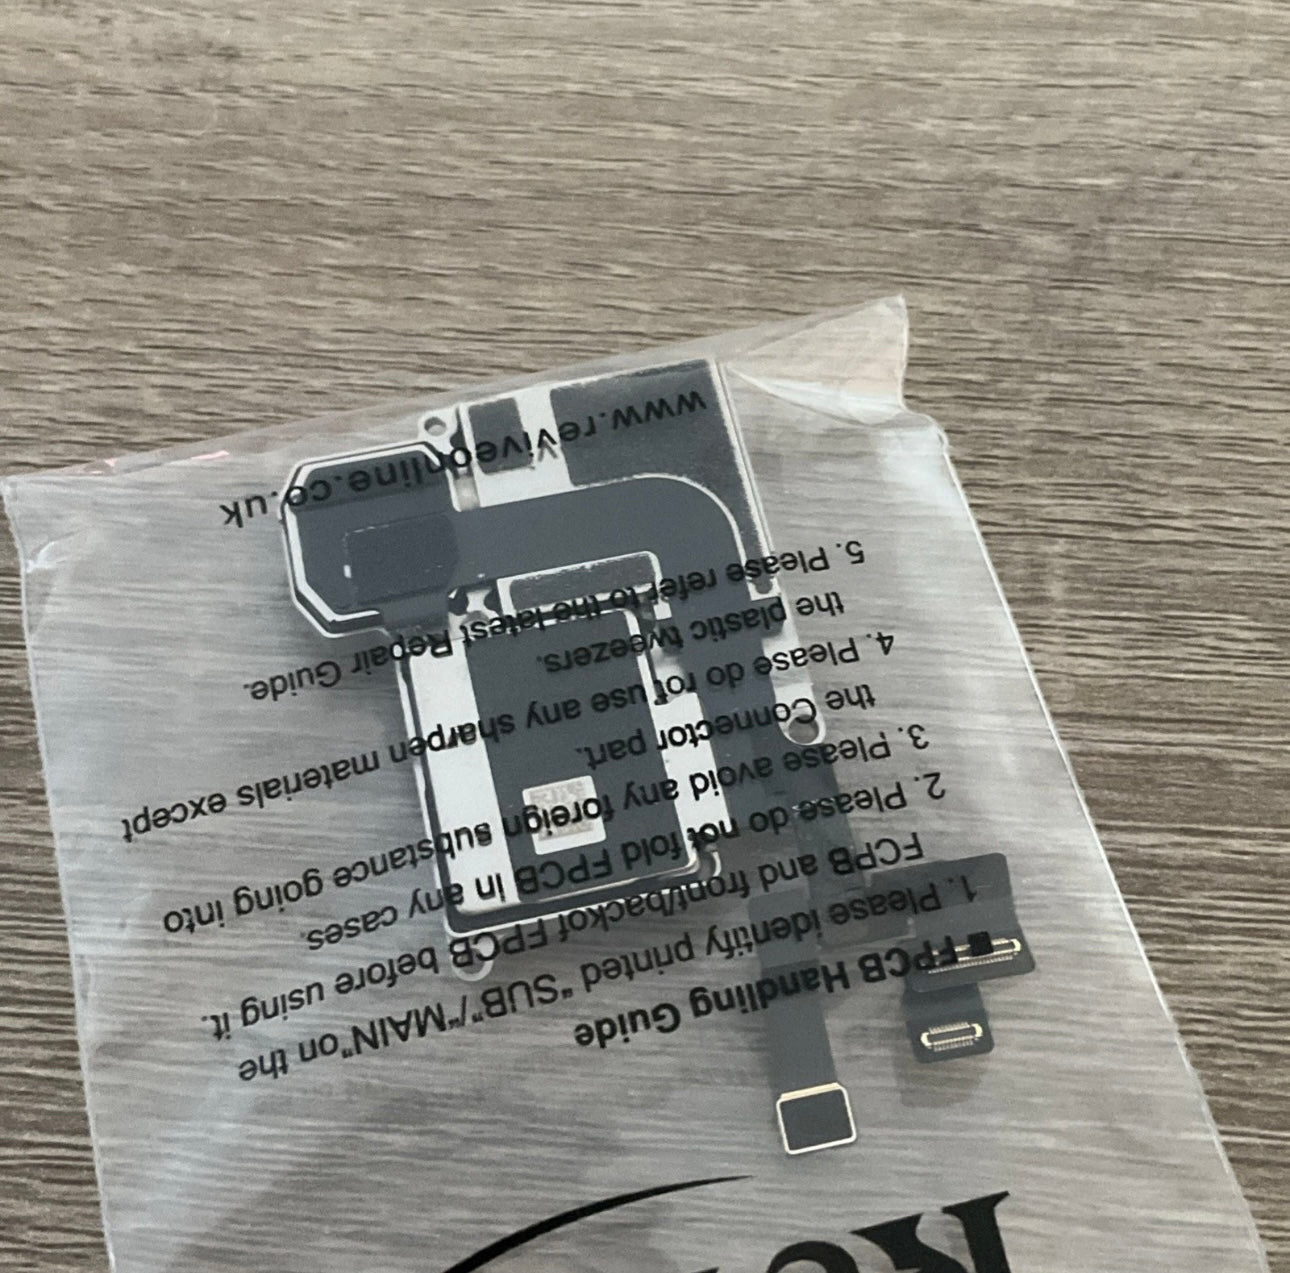 ■ FPCB Handling Guide
1. Please identify printed "SUB"/"MAIN"on the
FCPB and front/backof FPCB before using it.
2. Please do not fold FPCB in any cases.
3. Please avoid any foreign substance going into
the Connector part.
4. Please do not use any sharpen materials except
the plastic tweezers.
5. Please refer to the latest Repair Guide.
www.reviveonline.co.uk